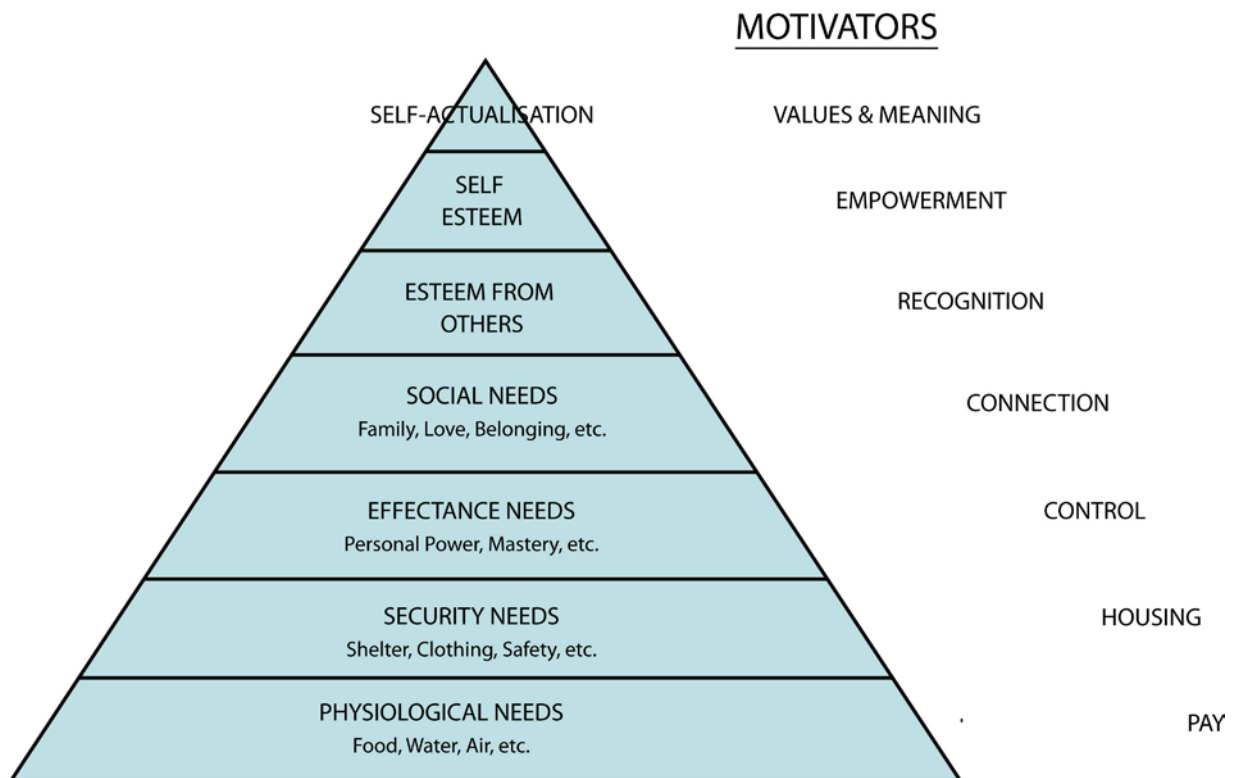 MOTIVATORS
SELF-ACTUALISATION
VALUES & MEANING
SELF
ESTEEM
EMPOWERMENT
ESTEEM FROM
OTHERS
RECOGNITION
SOCIAL NEEDS
Family, Love, Belonging, etc.
CONNECTION
EFFECTANCE NEEDS
Personal Power, Mastery, etc.
CONTROL
SECURITY NEEDS
Shelter, Clothing, Safety, etc.
HOUSING
PHYSIOLOGICAL NEEDS
Food, Water, Air, etc.
PAY